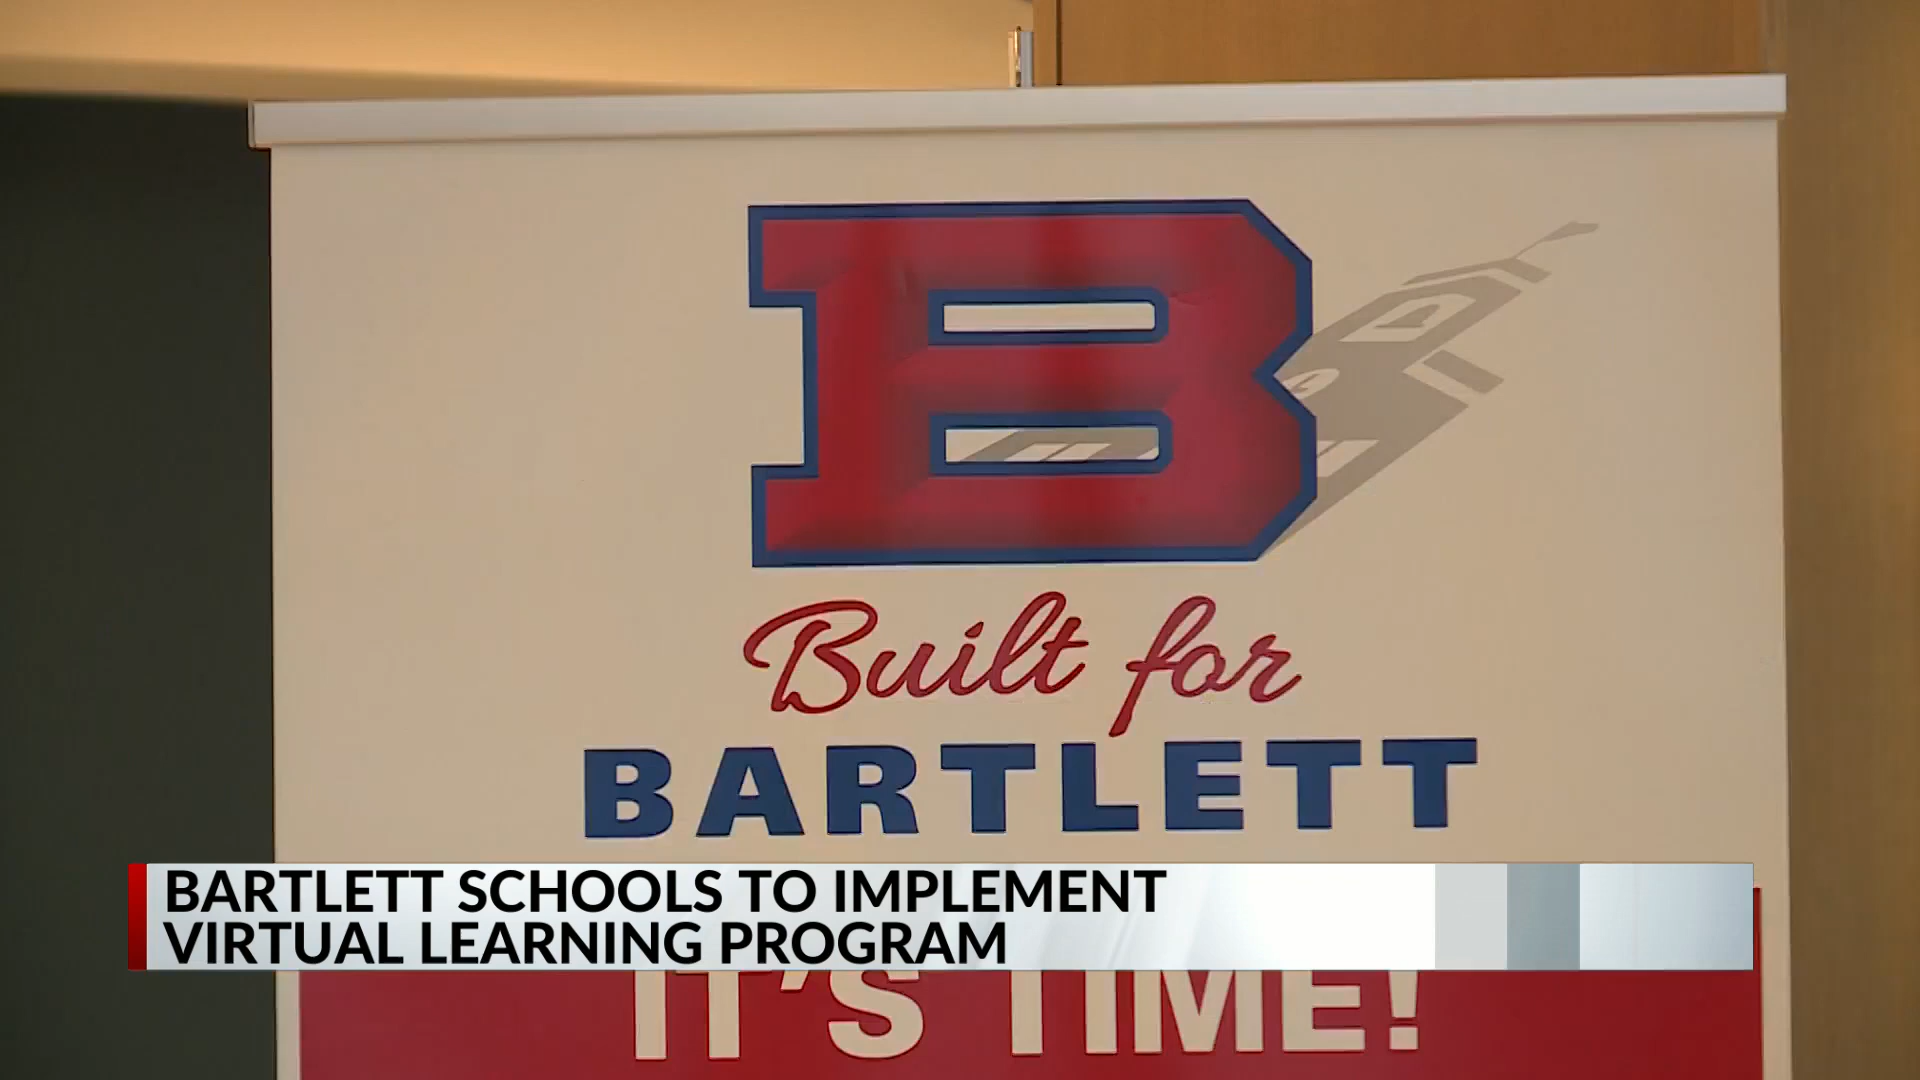 B
Built for
BARTLETT
BARTLETT SCHOOLS TO IMPLEMENT
VIRTUAL LEARNING PROGRAM
IT'S TIME!